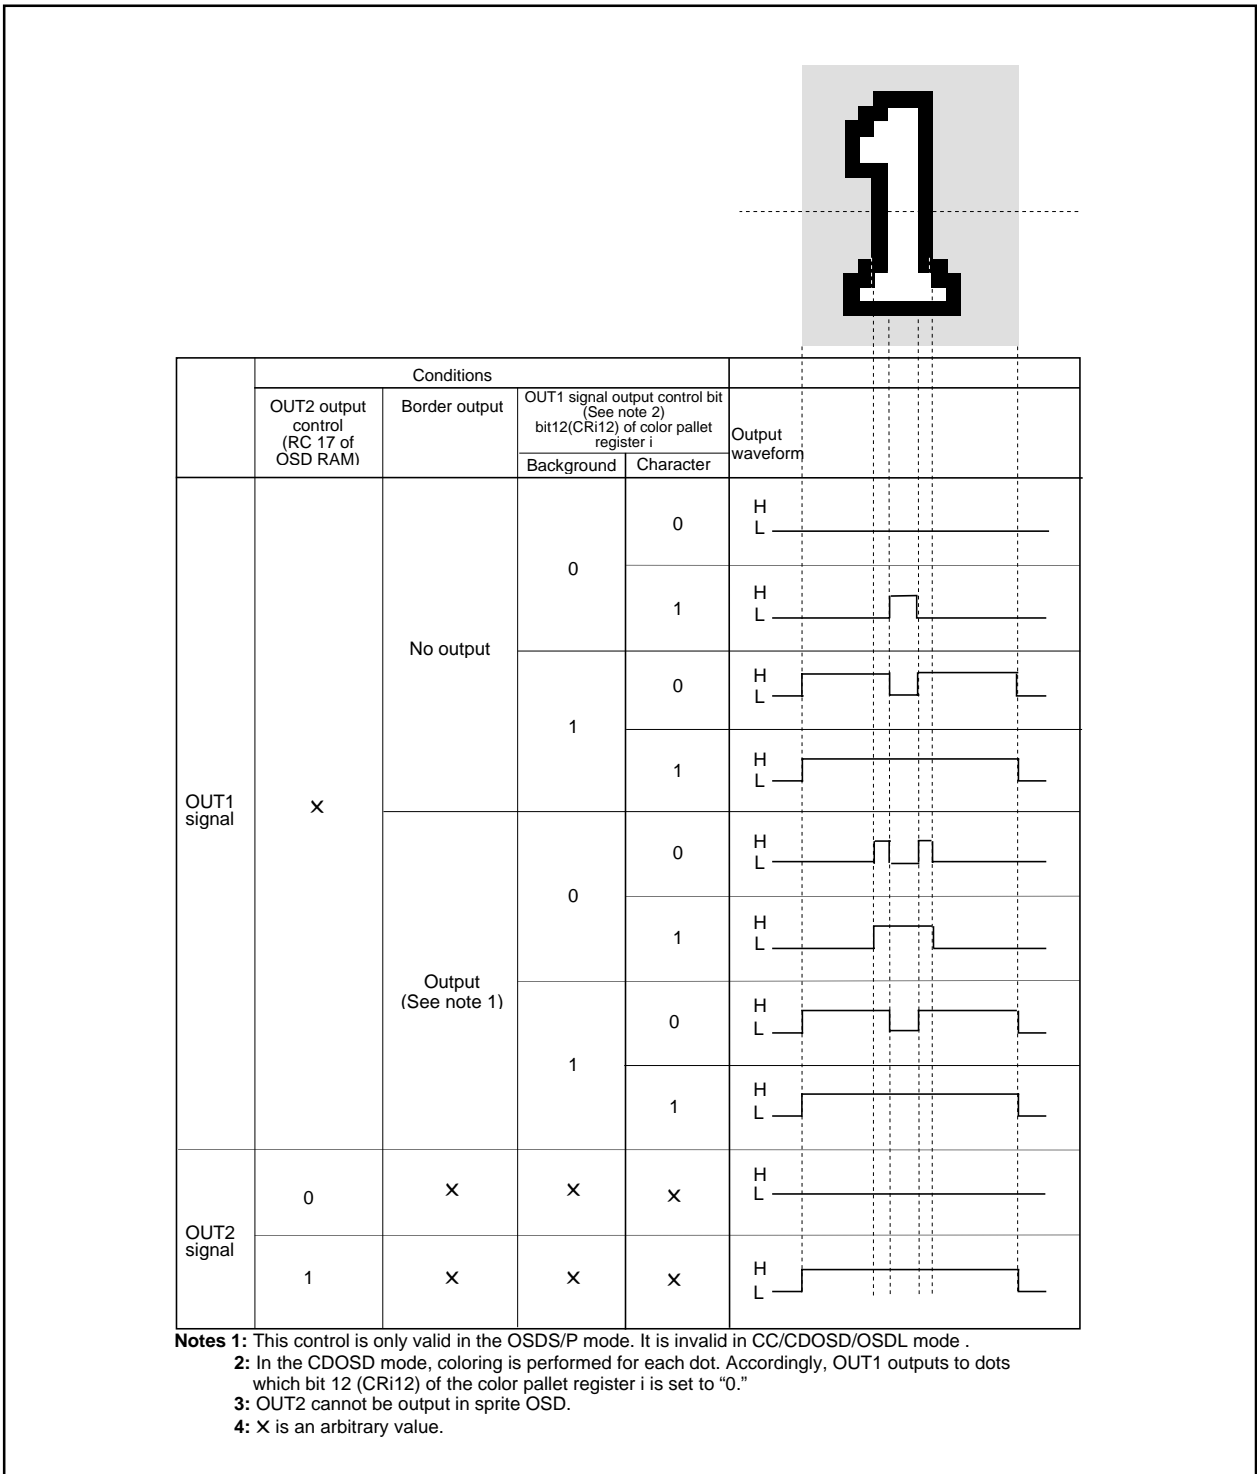 Conditions
OUT2 output
control
(RC 17 of
OSD RAM)
Border output
OUT1 signal output control bit
(See note 2)
bit12(CRi12) of color pallet
register i
Background
Character
Output
waveform
OUT1
signal
X
No output
0
0
H
L
1
H
L
1
0
H
L
1
H
L
Output
(See note 1)
0
0
H
L
1
H
L
1
0
H
L
1
H
L
OUT2
signal
0
X
X
X
H
L
1
X
X
X
H
L
Notes 1: This control is only valid in the OSDS/P mode. It is invalid in CC/CDOSD/OSDL mode .
2: In the CDOSD mode, coloring is performed for each dot. Accordingly, OUT1 outputs to dots
which bit 12 (CRi12) of the color pallet register i is set to “0.”
3: OUT2 cannot be output in sprite OSD.
4: X is an arbitrary value.